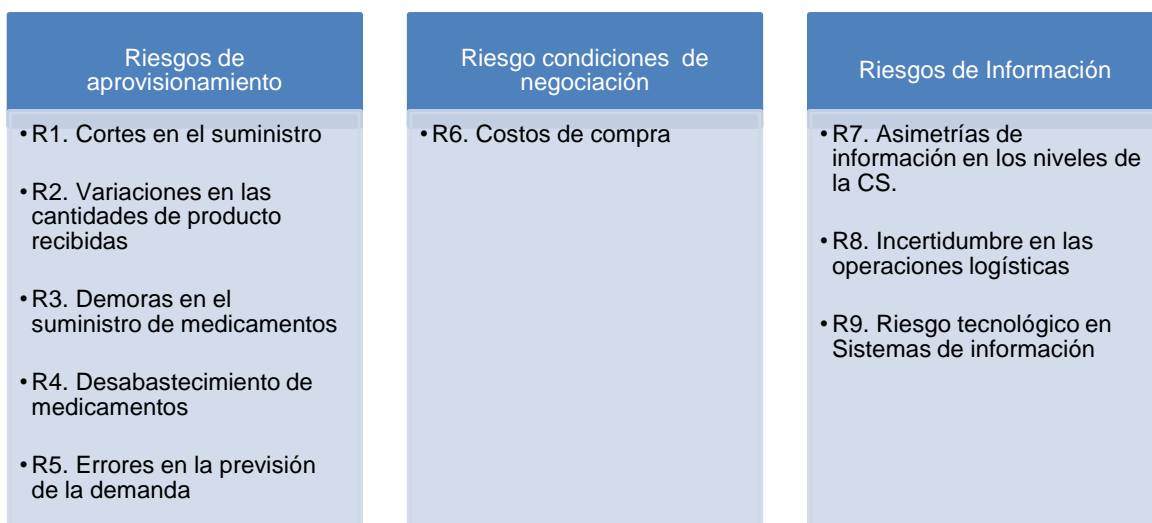 Riesgos de
aprovisionamiento
• R1. Cortes en el suministro
• R2. Variaciones en las
cantidades de producto
recibidas
• R3. Demoras en el
suministro de medicamentos
• R4. Desabastecimiento de
medicamentos
• R5. Errores en la previsión
de la demanda
Riesgo condiciones de
negociación
• R6. Costos de compra
Riesgos de Información
• R7. Asimetrías de
información en los niveles de
la CS.
• R8. Incertidumbre en las
operaciones logísticas
• R9. Riesgo tecnológico en
Sistemas de información